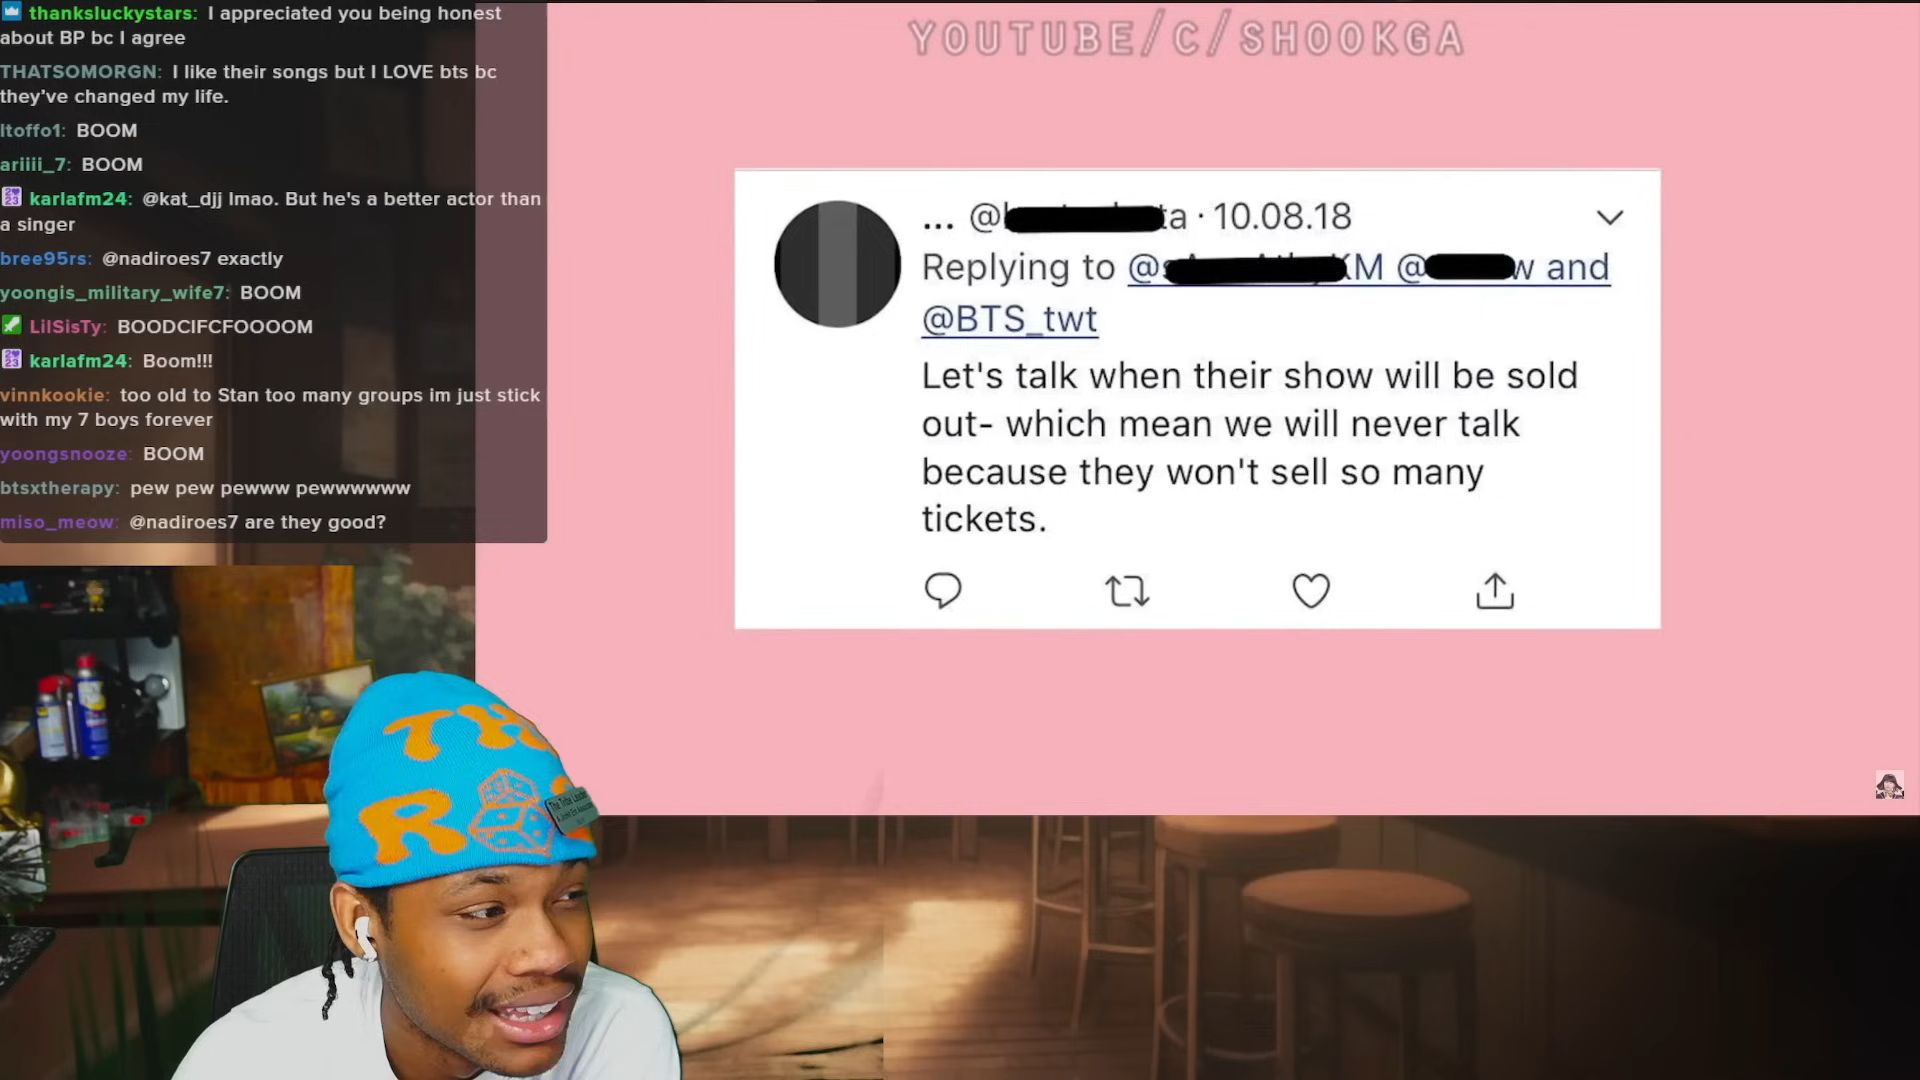 thanksluckystars: I appreciated you being honest
about BP bc I agree
THATSOMORGN: I like their songs but I LOVE bts bc
they've changed my life.
ltoffo1: BOOM
ariiii_7: BOOM
karlafm24: @kat_djj lmao. But he's a better actor than
a singer
bree95rs: @nadiroes7 exactly
yoongis_military_wife7: BOOM
LilSisTy: BOODCIFCFOOOOM
karlafm24: Boom!!!
vinnkookie: too old to Stan too many groups im just stick
with my 7 boys forever
yoongsnooze: BOOM
btsxtherapy: pew pew pewww pewwwwww
miso_meow: @nadiroes7 are they good?
YOUTUBE/C/SHOOKGA
... @ ta · 10.08.18
Replying to @s KM @ w and
@BTS_twt
Let's talk when their show will be sold
out- which mean we will never talk
because they won't sell so many
tickets.
TH
R